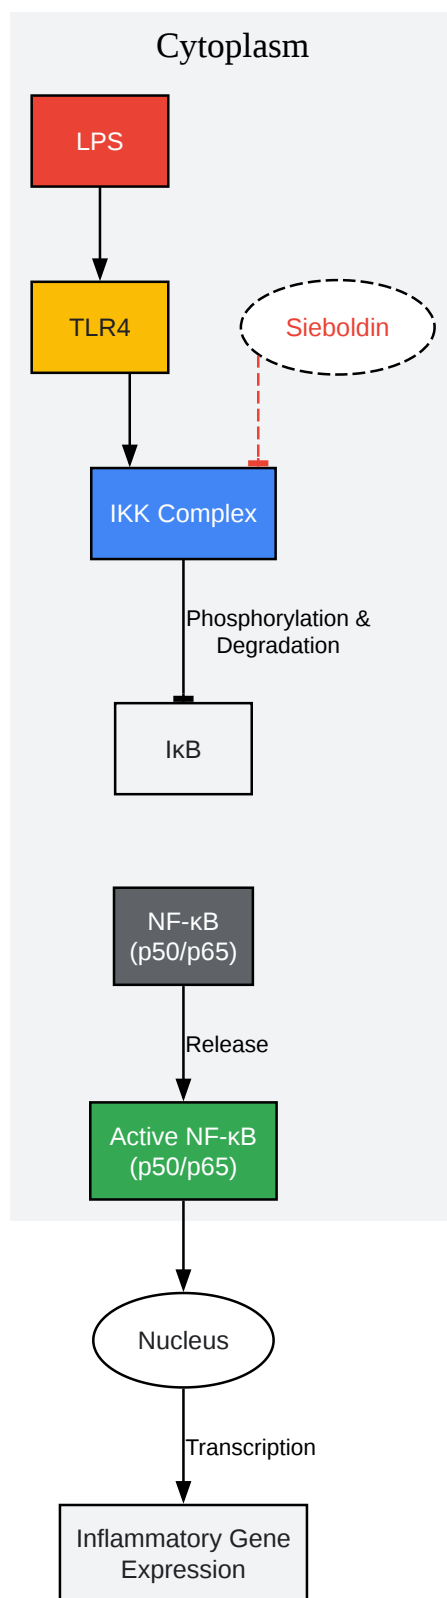 Cytoplasm
LPS
TLR4
Sieboldin
IKK Complex
Phosphorylation &
Degradation
IκB
NF-κB
(p50/p65)
Release
Active NF-κB
(p50/p65)
Nucleus
Transcription
Inflammatory Gene
Expression